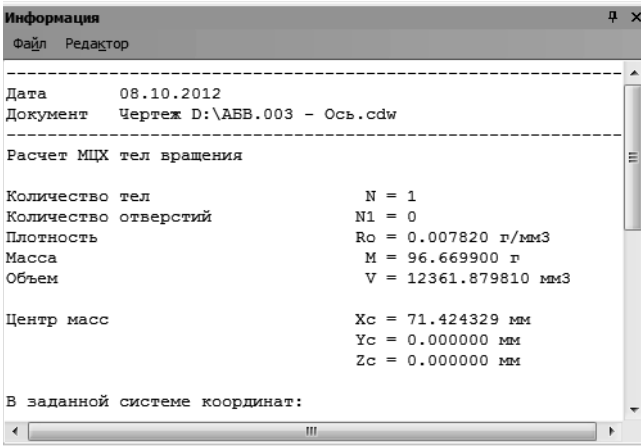 Информация
Файл Редактор
Дата 08.10.2012
Документ Чертеж D:\АБВ.003 - Ось.cdw
Расчет МЦХ тел вращения
Количество тел N = 1
Количество отверстий N1 = 0
Плотность Ro = 0.007820 г/мм3
Масса M = 96.669900 г
Объем V = 12361.879810 мм3
Центр масс Xc = 71.424329 мм
Yc = 0.000000 мм
Zc = 0.000000 мм
В заданной системе координат: